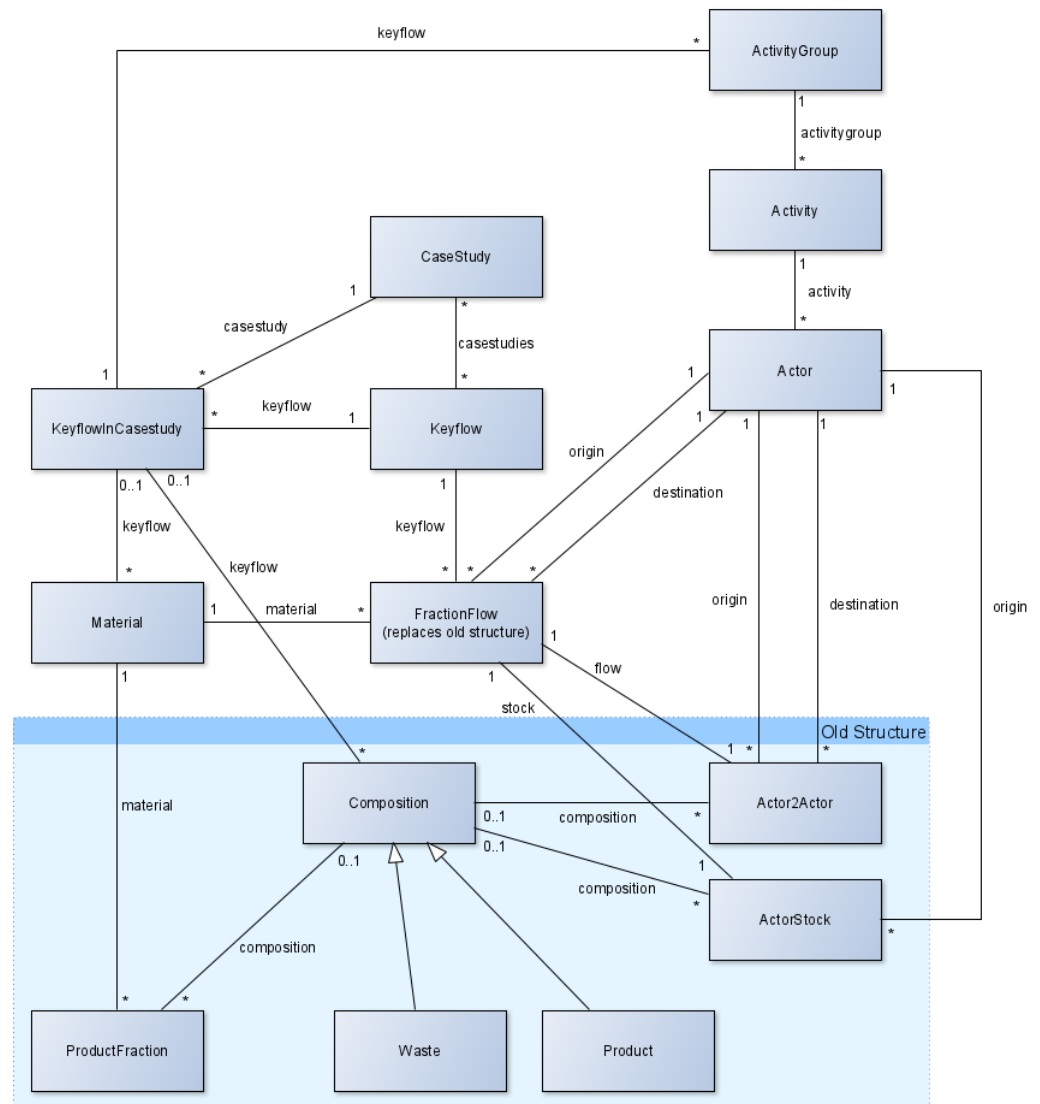 keyflow
*
ActivityGroup
1
activitygroup
*
Activity
CaseStudy
1
1
*
activity
casestudy
casestudies
*
*
1
*
Actor
1
1
keyflow
1
1
1
1
KeyflowInCasestudy
*
Keyflow
origin
0..1
0..1
1
destination
keyflow
keyflow
keyflow
*
*
*
*
Material
1
material
*
FractionFlow
(replaces old structure)
origin
destination
origin
1
1
1
flow
stock
Old Structure
*
1
*
*
material
Composition
0..1
composition
*
Actor2Actor
0..1
0..1
1
composition
*
ActorStock
*
composition
*
*
ProductFraction
Waste
Product